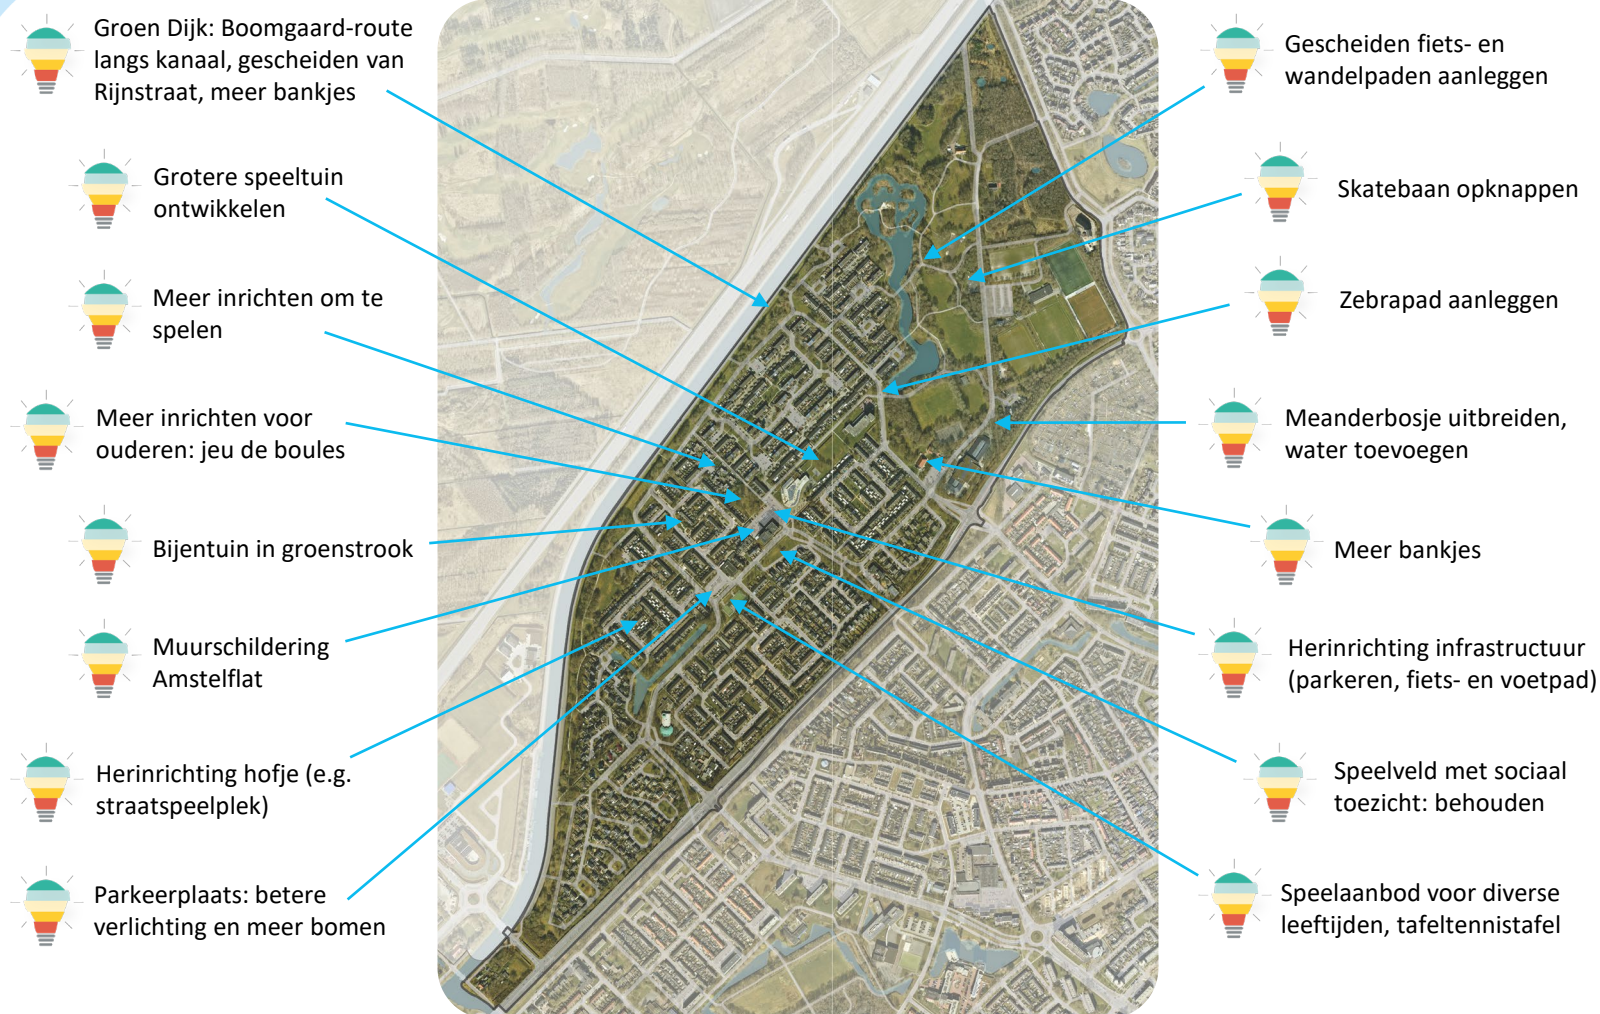 Groen Dijk: Boomgaard-route
langs kanaal, gescheiden van
Rijnstraat, meer bankjes
Grotere speeltuin
ontwikkelen
Meer inrichten om te
spelen
Meer inrichten voor
ouderen: jeu de boules
Bijentuin in groenstrook
Muurschildering
Amstelflat
Herinrichting hofje (e.g.
straatspeelplek)
Parkeerplaats: betere
verlichting en meer bomen
Gescheiden fiets- en
wandelpaden aanleggen
Skatebaan opknappen
Zebrapad aanleggen
Meanderbosje uitbreiden,
water toevoegen
Meer bankjes
Herinrichting infrastructuur
(parkeren, fiets- en voetpad)
Speelveld met sociaal
toezicht: behouden
Speelaanbod voor diverse
leeftijden, tafeltennistafel